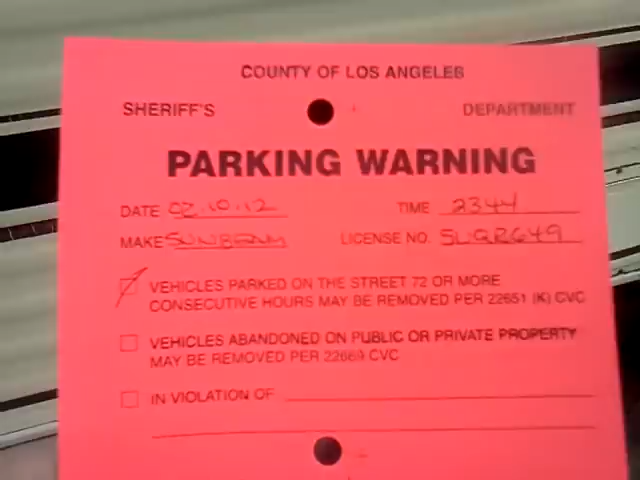 COUNTY OF LOS ANGELES
SHERIFF'S DEPARTMENT
PARKING WARNING
DATE 02.10.12 TIME 2344
MAKE SUNBEAM LICENSE NO. 5LQR649
VEHICLES PARKED ON THE STREET 72 OR MORE
CONSECUTIVE HOURS MAY BE REMOVED PER 22651 (K) CVC
VEHICLES ABANDONED ON PUBLIC OR PRIVATE PROPERTY
MAY BE REMOVED PER 22669 CVC
IN VIOLATION OF